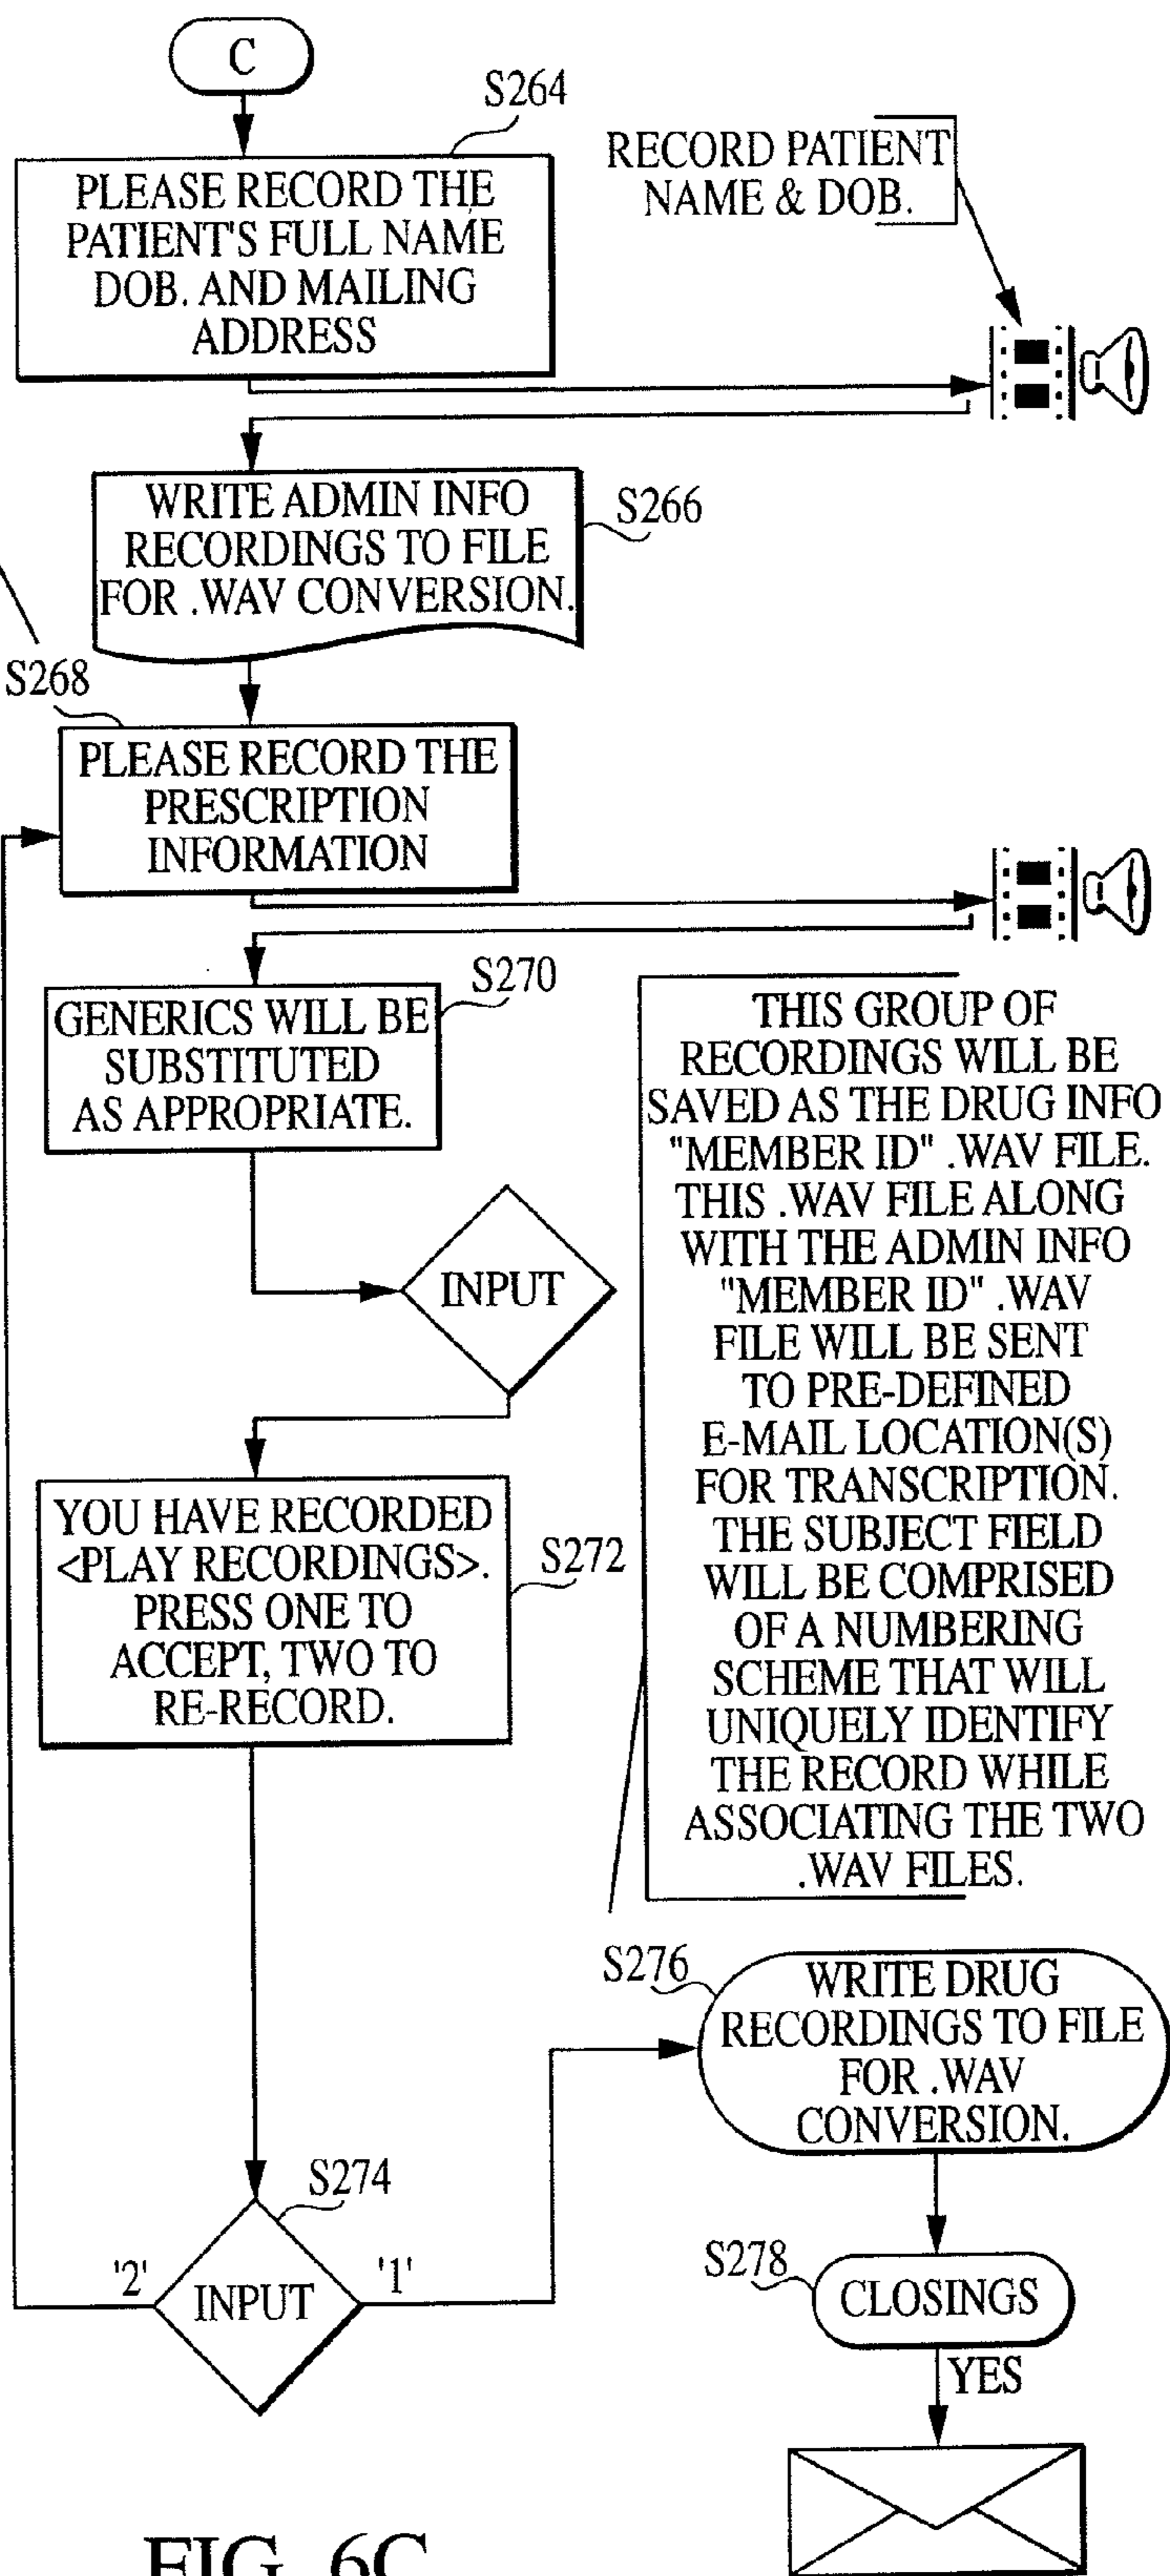 C
S264
PLEASE RECORD THE
PATIENT'S FULL NAME
DOB. AND MAILING
ADDRESS
RECORD PATIENT
NAME & DOB.
WRITE ADMIN INFO
RECORDINGS TO FILE
FOR .WAV CONVERSION.
S266
S268
PLEASE RECORD THE
PRESCRIPTION
INFORMATION
S270
GENERICS WILL BE
SUBSTITUTED
AS APPROPRIATE.
INPUT
THIS GROUP OF
RECORDINGS WILL BE
SAVED AS THE DRUG INFO
"MEMBER ID" .WAV FILE.
THIS .WAV FILE ALONG
WITH THE ADMIN INFO
"MEMBER ID" .WAV
FILE WILL BE SENT
TO PRE-DEFINED
E-MAIL LOCATION(S)
FOR TRANSCRIPTION.
THE SUBJECT FIELD
WILL BE COMPRISED
OF A NUMBERING
SCHEME THAT WILL
UNIQUELY IDENTIFY
THE RECORD WHILE
ASSOCIATING THE TWO
.WAV FILES.
YOU HAVE RECORDED
<PLAY RECORDINGS>.
PRESS ONE TO
ACCEPT, TWO TO
RE-RECORD.
S272
S274
'2'
INPUT
'1'
S276
WRITE DRUG
RECORDINGS TO FILE
FOR .WAV
CONVERSION.
S278
CLOSINGS
YES
FIG. 6C